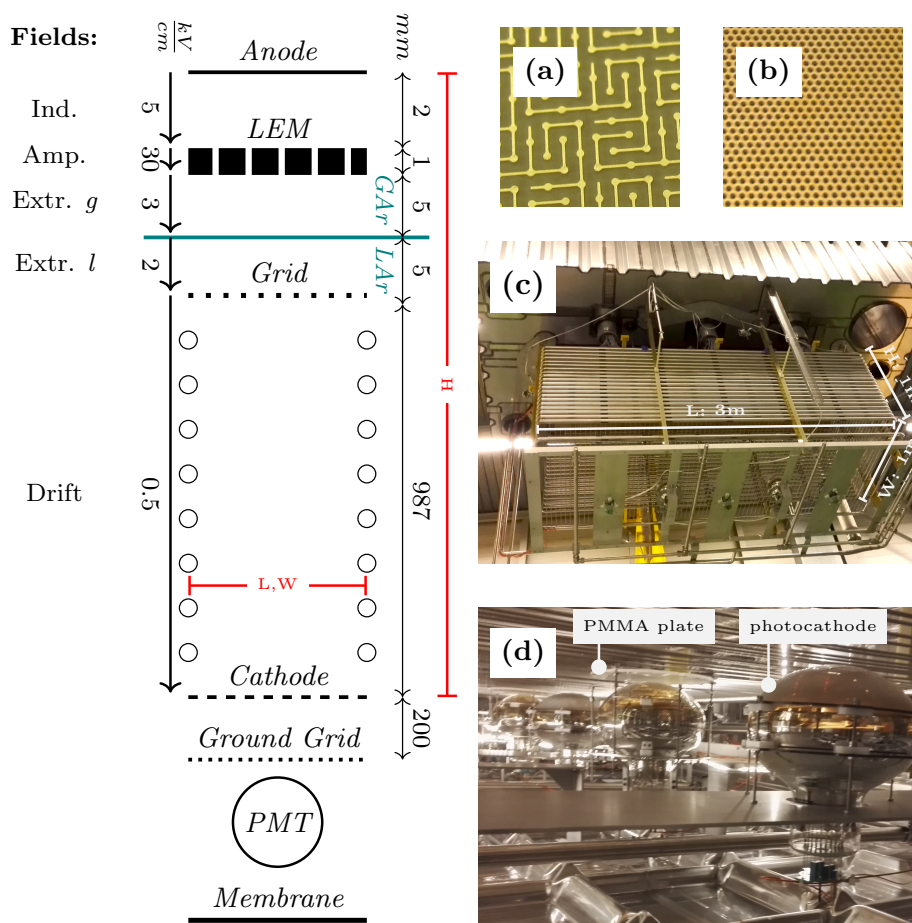 Fields:
kV
cm
mm
Anode
Ind.
5
2
LEM
Amp.
30
1
Extr. g
3
GAr
5
Extr. l
2
LAr
5
Grid
H
Drift
0.5
987
L,W
Cathode
200
Ground Grid
PMT
Membrane
(a)
(b)
(c)
L: 3m
H: 1m
W: 1m
(d)
PMMA plate
photocathode